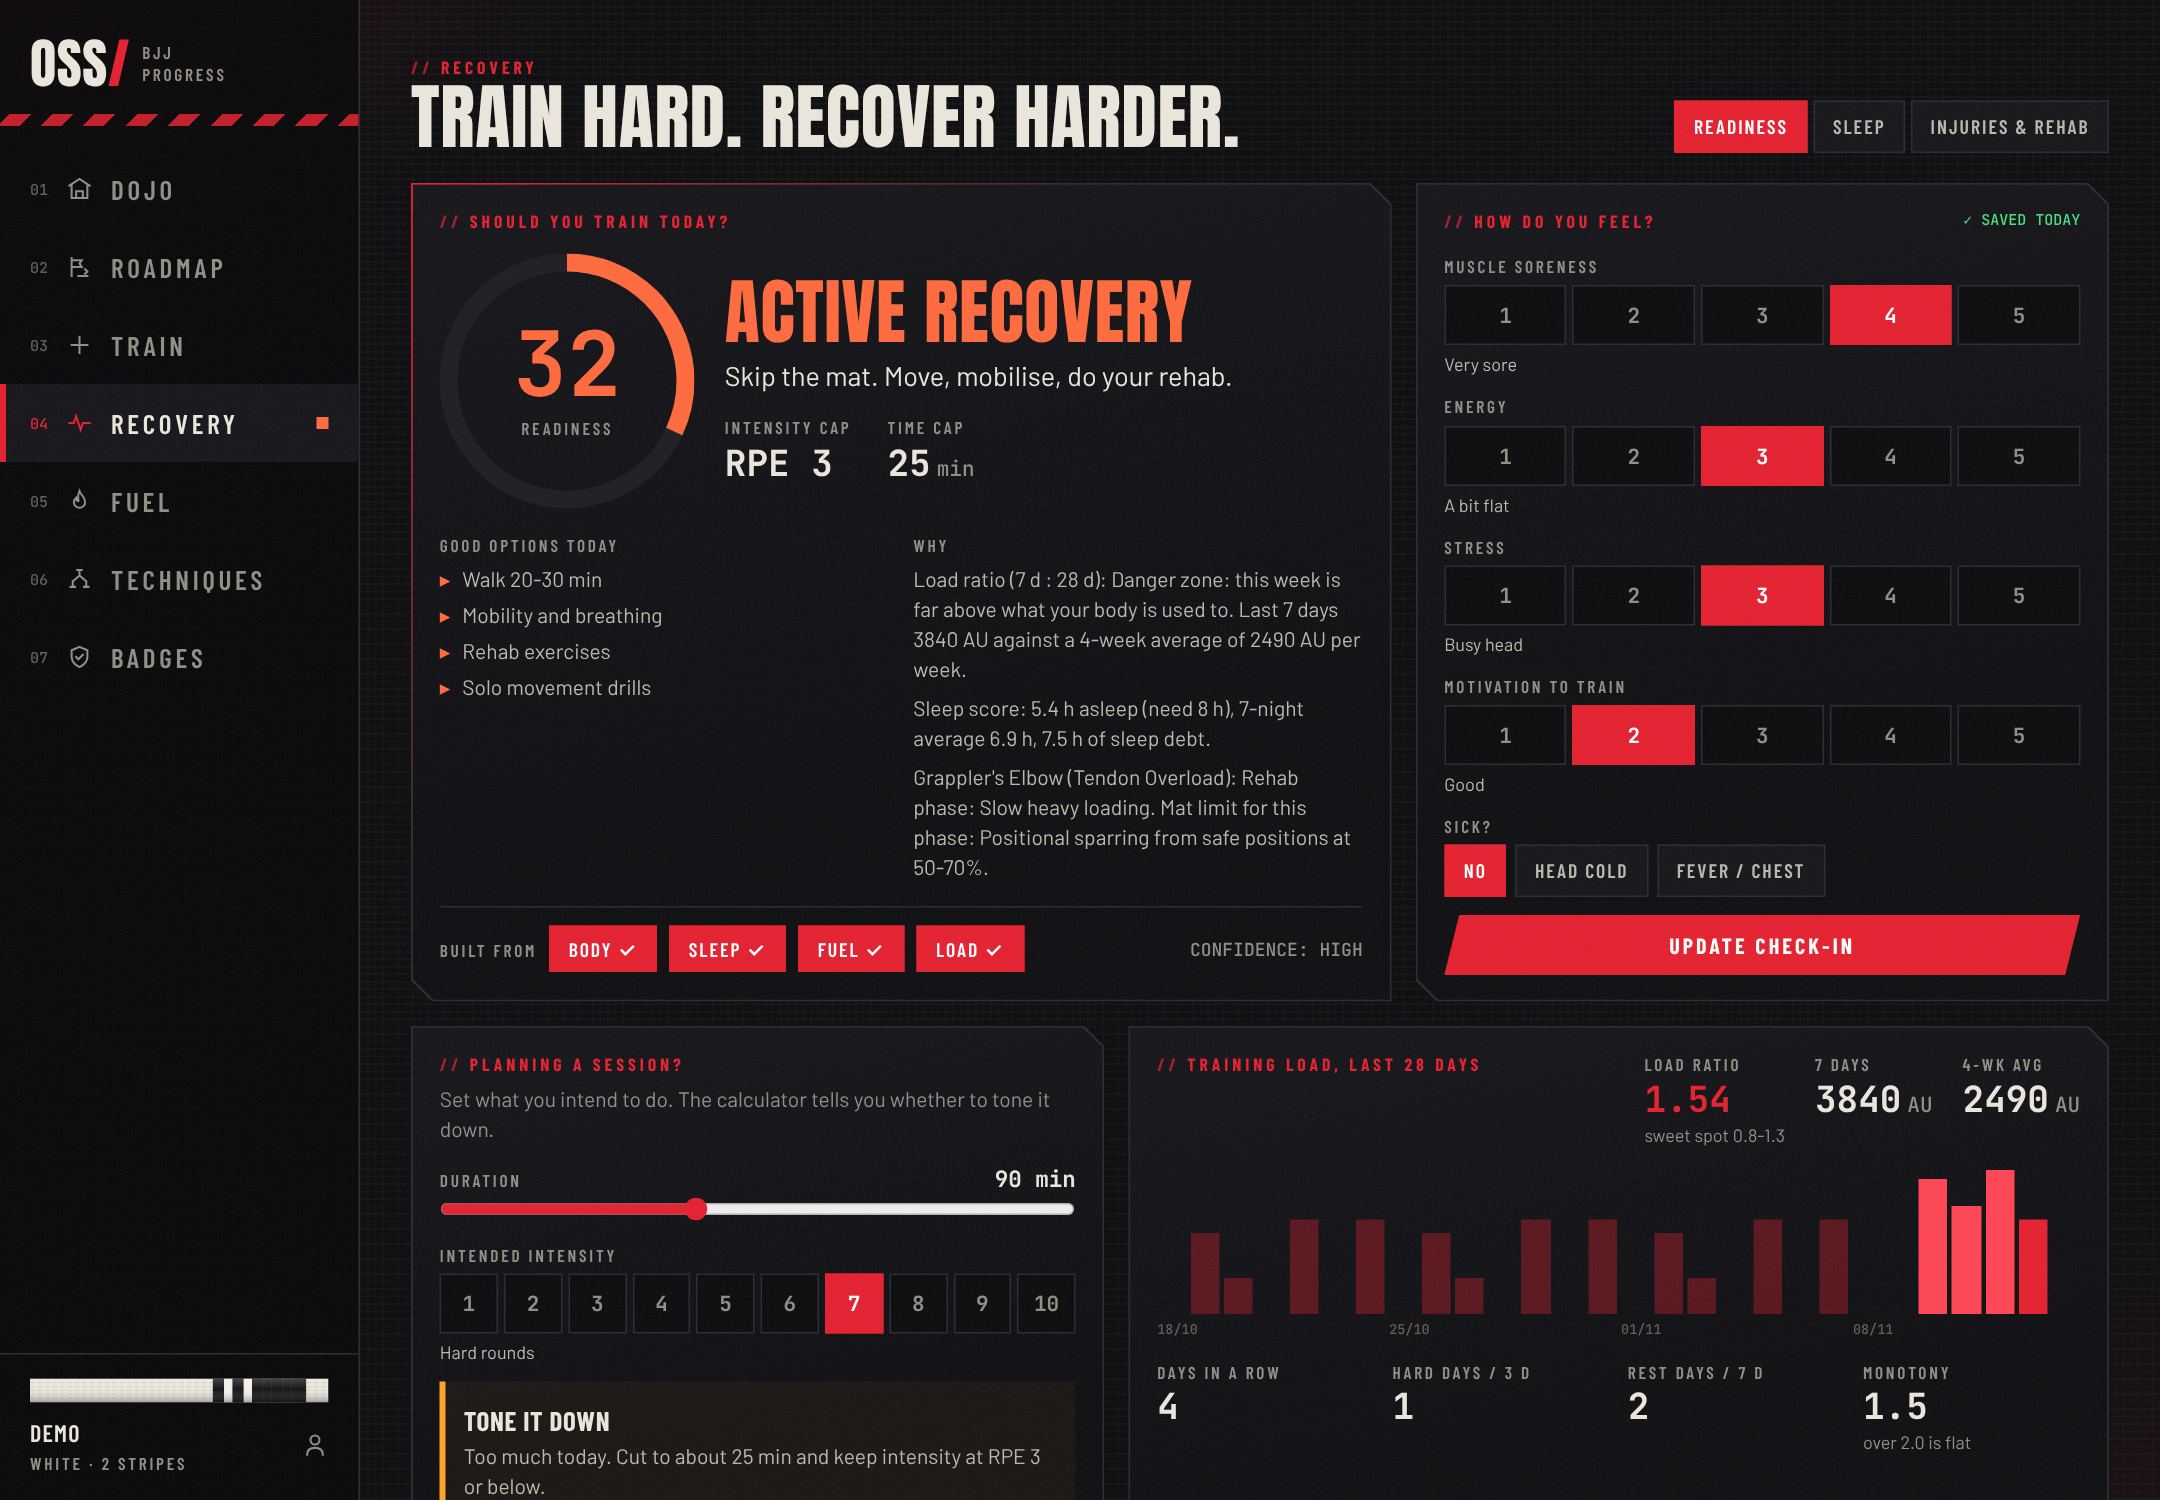 OSS/ BJJ
PROGRESS
01 DOJO
02 ROADMAP
03 TRAIN
04 RECOVERY
05 FUEL
06 TECHNIQUES
07 BADGES
DEMO
WHITE · 2 STRIPES
// RECOVERY
TRAIN HARD. RECOVER HARDER.
READINESS SLEEP INJURIES & REHAB
// SHOULD YOU TRAIN TODAY?
32
READINESS
ACTIVE RECOVERY
Skip the mat. Move, mobilise, do your rehab.
INTENSITY CAP TIME CAP
RPE 3 25 min
GOOD OPTIONS TODAY
▸ Walk 20-30 min
▸ Mobility and breathing
▸ Rehab exercises
▸ Solo movement drills
WHY
Load ratio (7 d : 28 d): Danger zone: this week is
far above what your body is used to. Last 7 days
3840 AU against a 4-week average of 2490 AU per
week.
Sleep score: 5.4 h asleep (need 8 h), 7-night
average 6.9 h, 7.5 h of sleep debt.
Grappler's Elbow (Tendon Overload): Rehab
phase: Slow heavy loading. Mat limit for this
phase: Positional sparring from safe positions at
50-70%.
BUILT FROM BODY ✓ SLEEP ✓ FUEL ✓ LOAD ✓ CONFIDENCE: HIGH
// HOW DO YOU FEEL? ✓ SAVED TODAY
MUSCLE SORENESS
1 2 3 4 5
Very sore
ENERGY
1 2 3 4 5
A bit flat
STRESS
1 2 3 4 5
Busy head
MOTIVATION TO TRAIN
1 2 3 4 5
Good
SICK?
NO HEAD COLD FEVER / CHEST
UPDATE CHECK-IN
// PLANNING A SESSION?
Set what you intend to do. The calculator tells you whether to tone it
down.
DURATION 90 min
INTENDED INTENSITY
1 2 3 4 5 6 7 8 9 10
Hard rounds
TONE IT DOWN
Too much today. Cut to about 25 min and keep intensity at RPE 3
or below.
// TRAINING LOAD, LAST 28 DAYS
LOAD RATIO 7 DAYS 4-WK AVG
1.54 3840 AU 2490 AU
sweet spot 0.8-1.3
18/10 25/10 01/11 08/11
DAYS IN A ROW HARD DAYS / 3 D REST DAYS / 7 D MONOTONY
4 1 2 1.5
over 2.0 is flat